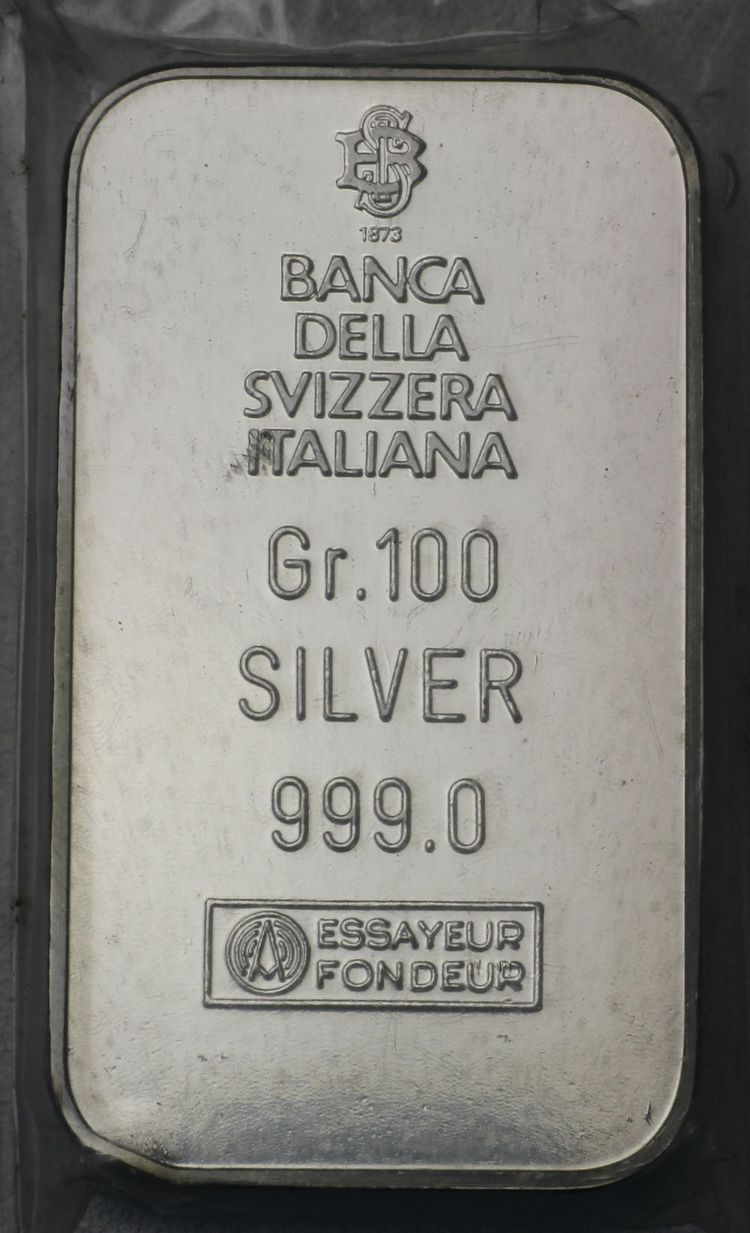 1873
BANCA
DELLA
SVIZZERA
ITALIANA
Gr.100
SILVER
999.0
ESSAYEUR
FONDEUR